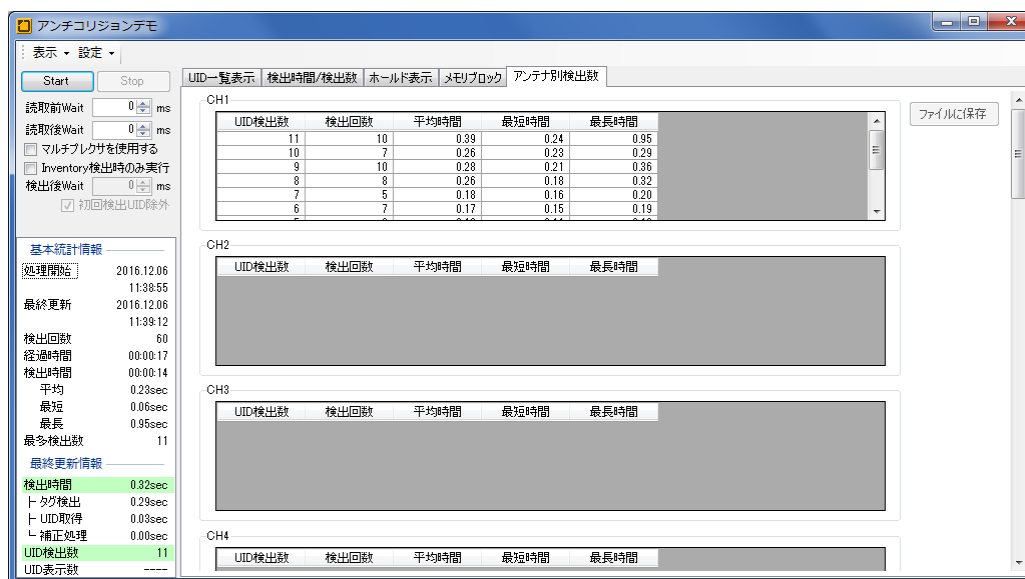 アンチコリジョンデモ
表示 設定
Start Stop
読取前Wait 0 ms
読取後Wait 0 ms
マルチプレクサを使用する
Inventory検出時のみ実行
検出後Wait 0 ms
初回検出UID除外
基本統計情報
処理開始 2016.12.06
11:38:55
最終更新 2016.12.06
11:39:12
検出回数 60
経過時間 00:00:17
検出時間 00:00:14
平均 0.23sec
最短 0.06sec
最長 0.95sec
最多検出数 11
最終更新情報
検出時間 0.32sec
├ タグ検出 0.29sec
├ UID取得 0.03sec
└ 補正処理 0.00sec
UID検出数 11
UID表示数 ----
UID一覧表示 検出時間/検出数 ホールド表示 メモリブロック アンテナ別検出数
ファイルに保存
CH1
UID検出数 検出回数 平均時間 最短時間 最長時間
11 10 0.39 0.24 0.95
10 7 0.26 0.23 0.29
9 10 0.28 0.21 0.36
8 8 0.26 0.18 0.32
7 5 0.18 0.16 0.20
6 7 0.17 0.15 0.19
CH2
UID検出数 検出回数 平均時間 最短時間 最長時間
CH3
UID検出数 検出回数 平均時間 最短時間 最長時間
CH4
UID検出数 検出回数 平均時間 最短時間 最長時間